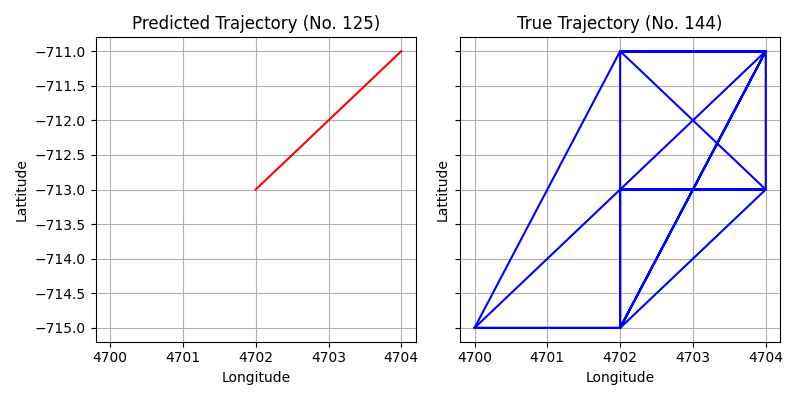 Predicted Trajectory (No. 125)
True Trajectory (No. 144)
Lattitude
−711.0
−711.5
−712.0
−712.5
−713.0
−713.5
−714.0
−714.5
−715.0
4700 4701 4702 4703 4704
Longitude
Lattitude
4700 4701 4702 4703 4704
Longitude